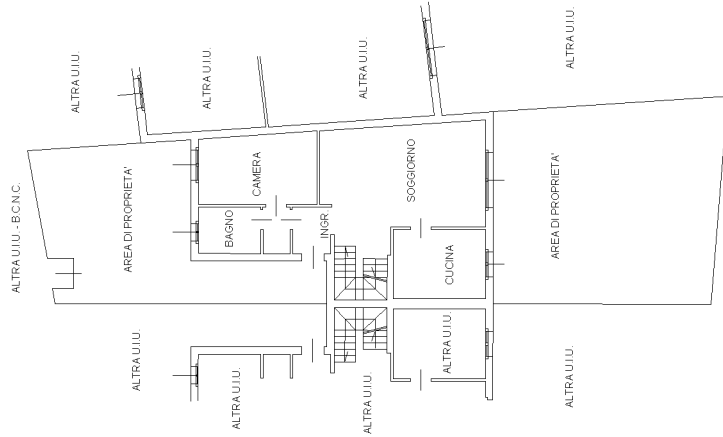 ALTRA U.I.U. - B.C.N.C.
ALTRA U.I.U.
ALTRA U.I.U.
ALTRA U.I.U.
ALTRA U.I.U.
AREA DI PROPRIETA'
CAMERA
BAGNO
INGR.
SOGGIORNO
CUCINA
AREA DI PROPRIETA'
ALTRA U.I.U.
ALTRA U.I.U.
ALTRA U.I.U.
ALTRA U.I.U.
ALTRA U.I.U.